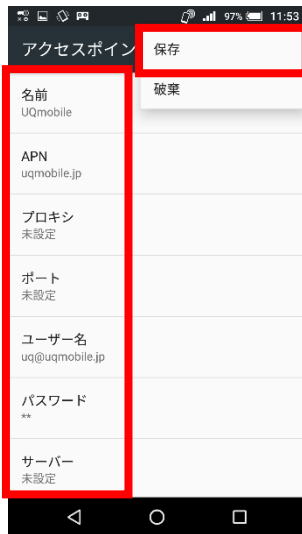 97% 11:53
アクセスポイン
保存
破棄
名前
UQmobile
APN
uqmobile.jp
プロキシ
未設定
ポート
未設定
ユーザー名
uq@uqmobile.jp
パスワード
**
サーバー
未設定